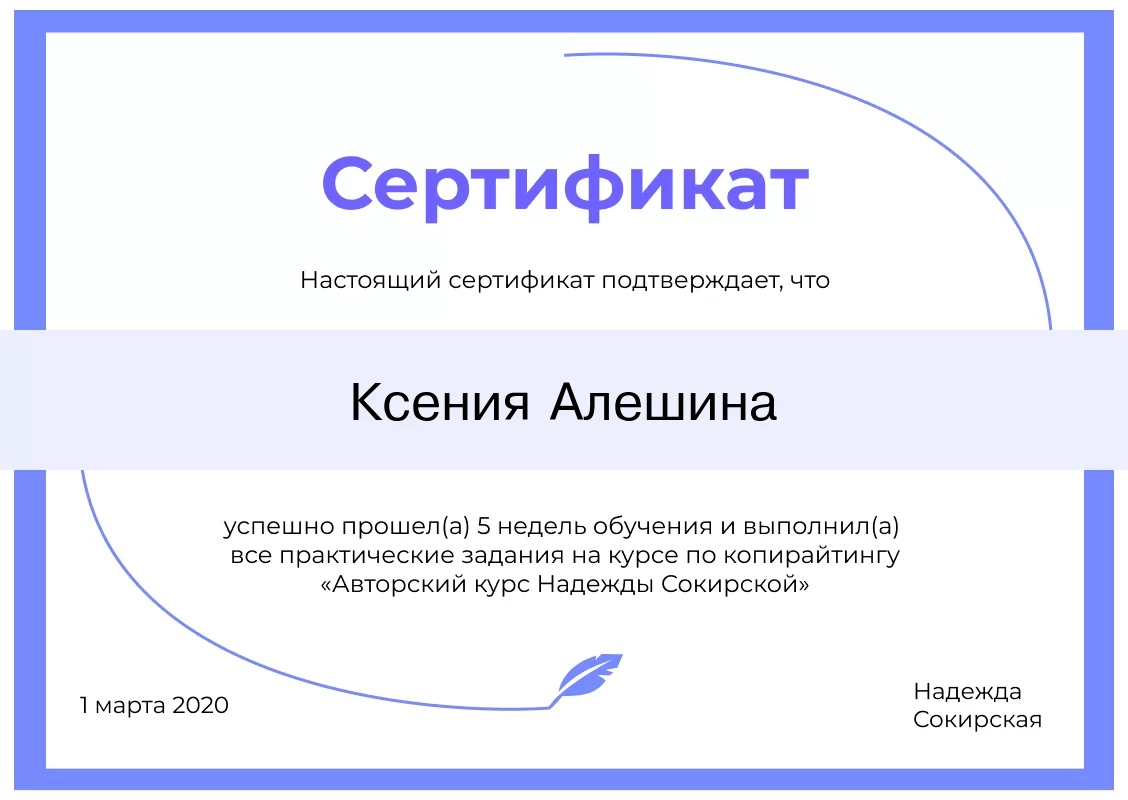 Сертификат
Настоящий сертификат подтверждает, что
Ксения Алешина
успешно прошел(а) 5 недель обучения и выполнил(а)
все практические задания на курсе по копирайтингу
«Авторский курс Надежды Сокирской»
1 марта 2020
Надежда
Сокирская